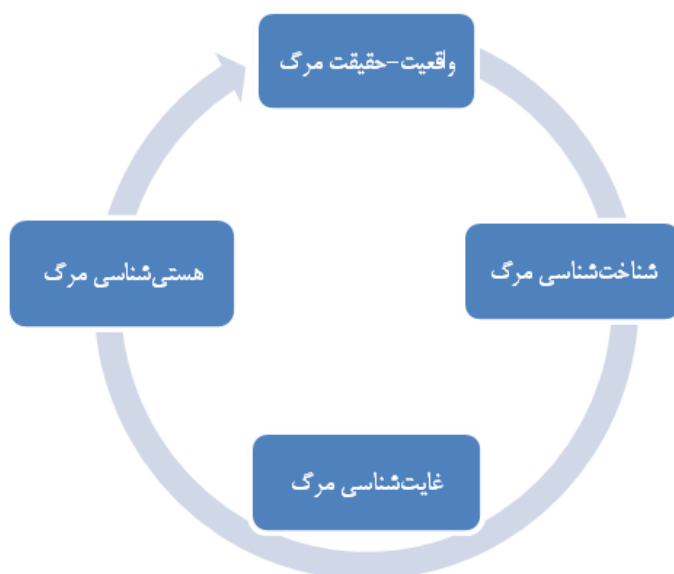 واقعیت-حقیقت مرگ
شناخت‌شناسی مرگ
غایت‌شناسی مرگ
هستی‌شناسی مرگ